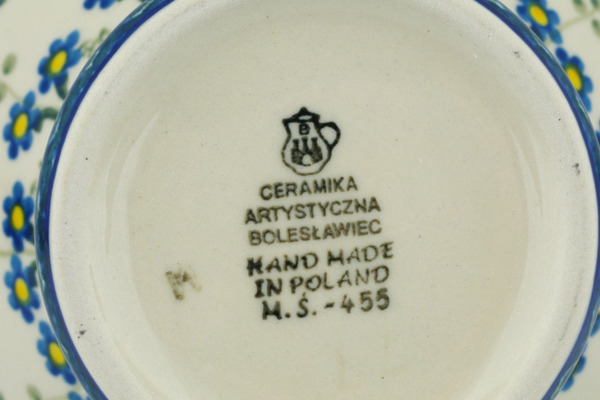 CERAMIKA
ARTYSTYCZNA
BOLESŁAWIEC
HAND MADE
IN POLAND
M.Ś.-455
M